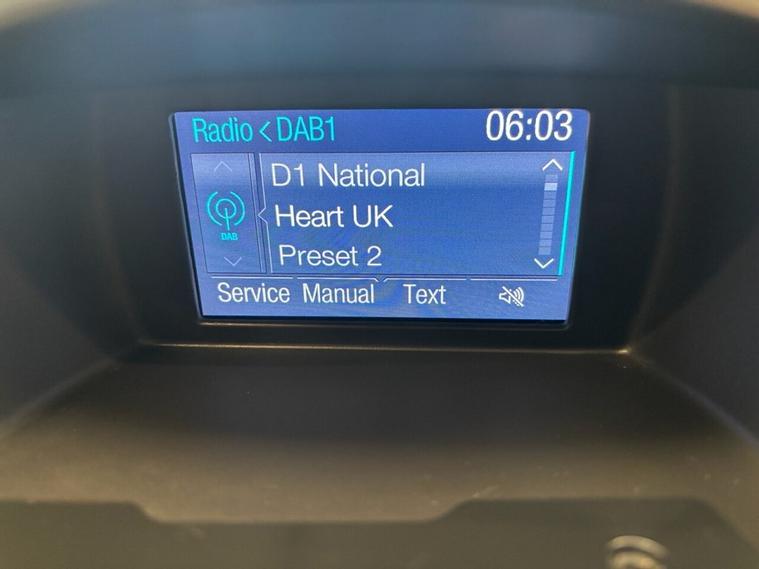 Radio < DAB1 06:03
D1 National
Heart UK
DAB
Preset 2
Service Manual Text